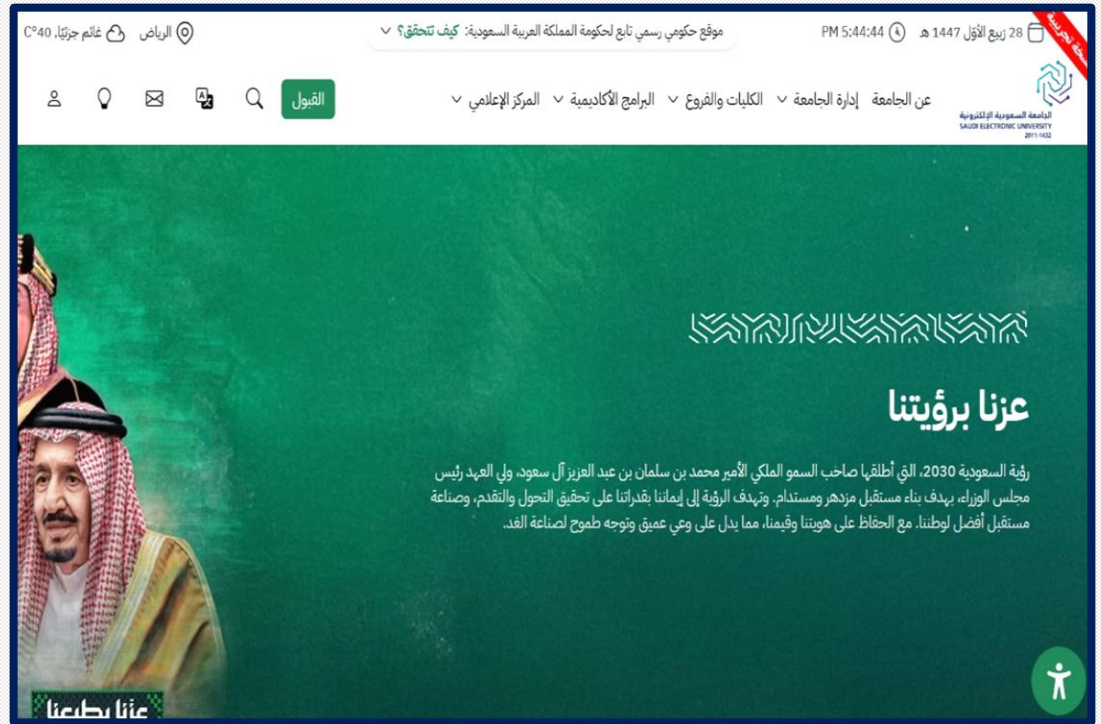 نسخة تجريبية
28 ربيع الأول 1447 هـ PM 5:44:44
موقع حكومي رسمي تابع لحكومة المملكة العربية السعودية: كيف تتحقق؟
الرياض غائم جزئيًا, 40°C
الجامعة السعودية الإلكترونية
SAUDI ELECTRONIC UNIVERSITY
2011-1432
عن الجامعة إدارة الجامعة الكليات والفروع البرامج الأكاديمية المركز الإعلامي القبول
عزنا برؤيتنا
رؤية السعودية 2030، التي أطلقها صاحب السمو الملكي الأمير محمد بن سلمان بن عبد العزيز آل سعود، ولي العهد رئيس
مجلس الوزراء، بهدف بناء مستقبل مزدهر ومستدام. وتهدف الرؤية إلى إيماننا بقدراتنا على تحقيق التحول والتقدم، وصناعة
مستقبل أفضل لوطننا. مع الحفاظ على هويتنا وقيمنا، مما يدل على وعي عميق وتوجه طموح لصناعة الغد.
عزنا بطبعنا